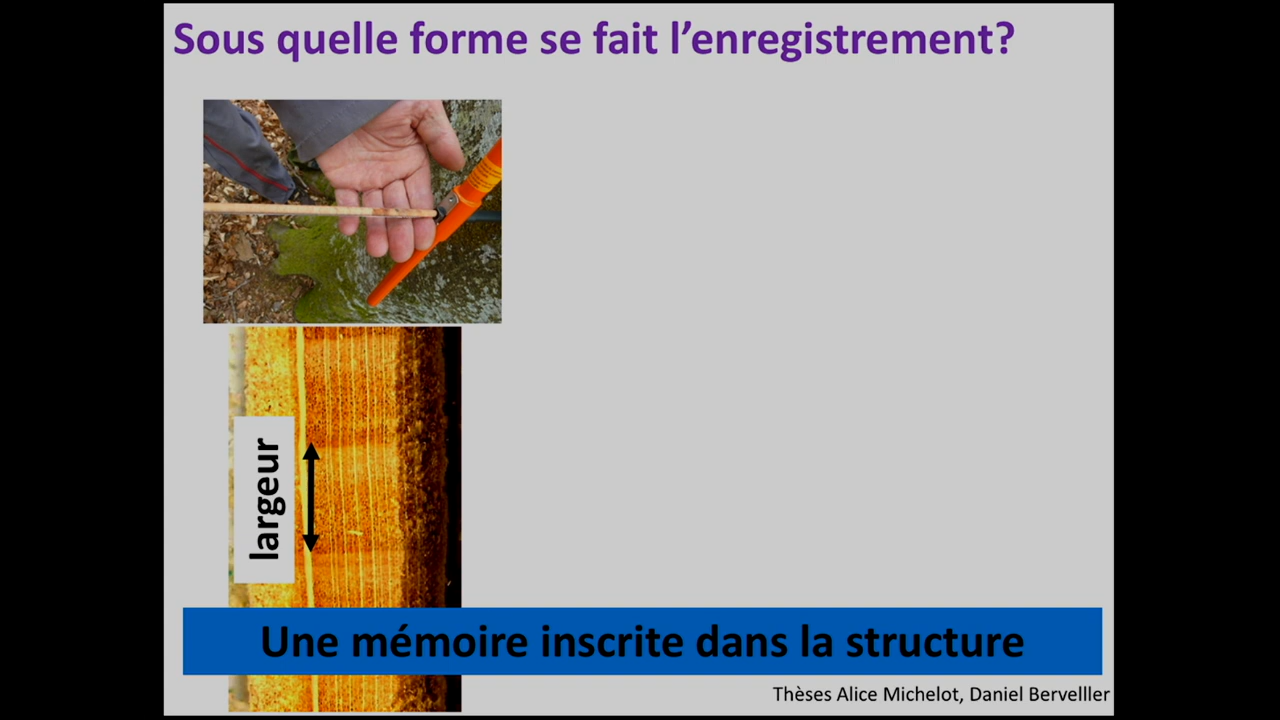 Sous quelle forme se fait l’enregistrement?
largeur
Une mémoire inscrite dans la structure
Thèses Alice Michelot, Daniel Bervelller